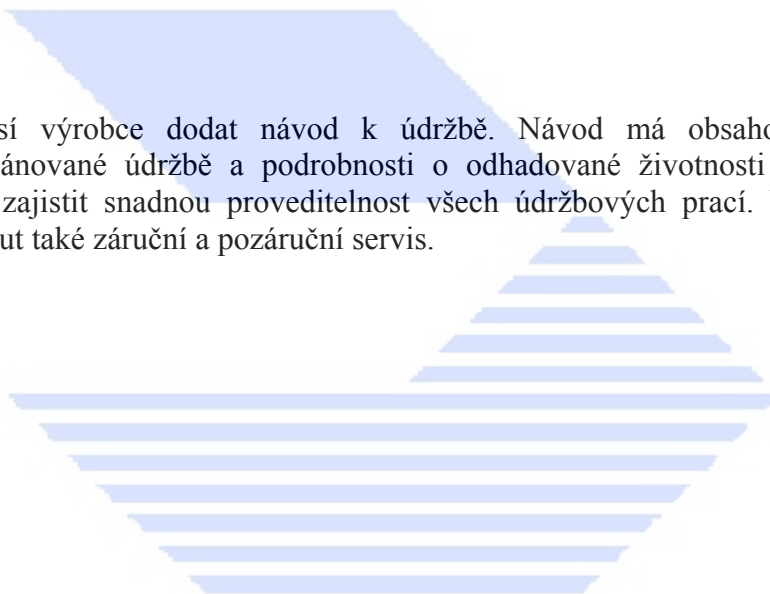 sí výrobce dodat návod k údržbě. Návod má obsaho
ánované údržbě a podrobnosti o odhadované životnosti
zajistit snadnou proveditelnost všech údržbových prací.
ut také záruční a pozáruční servis.